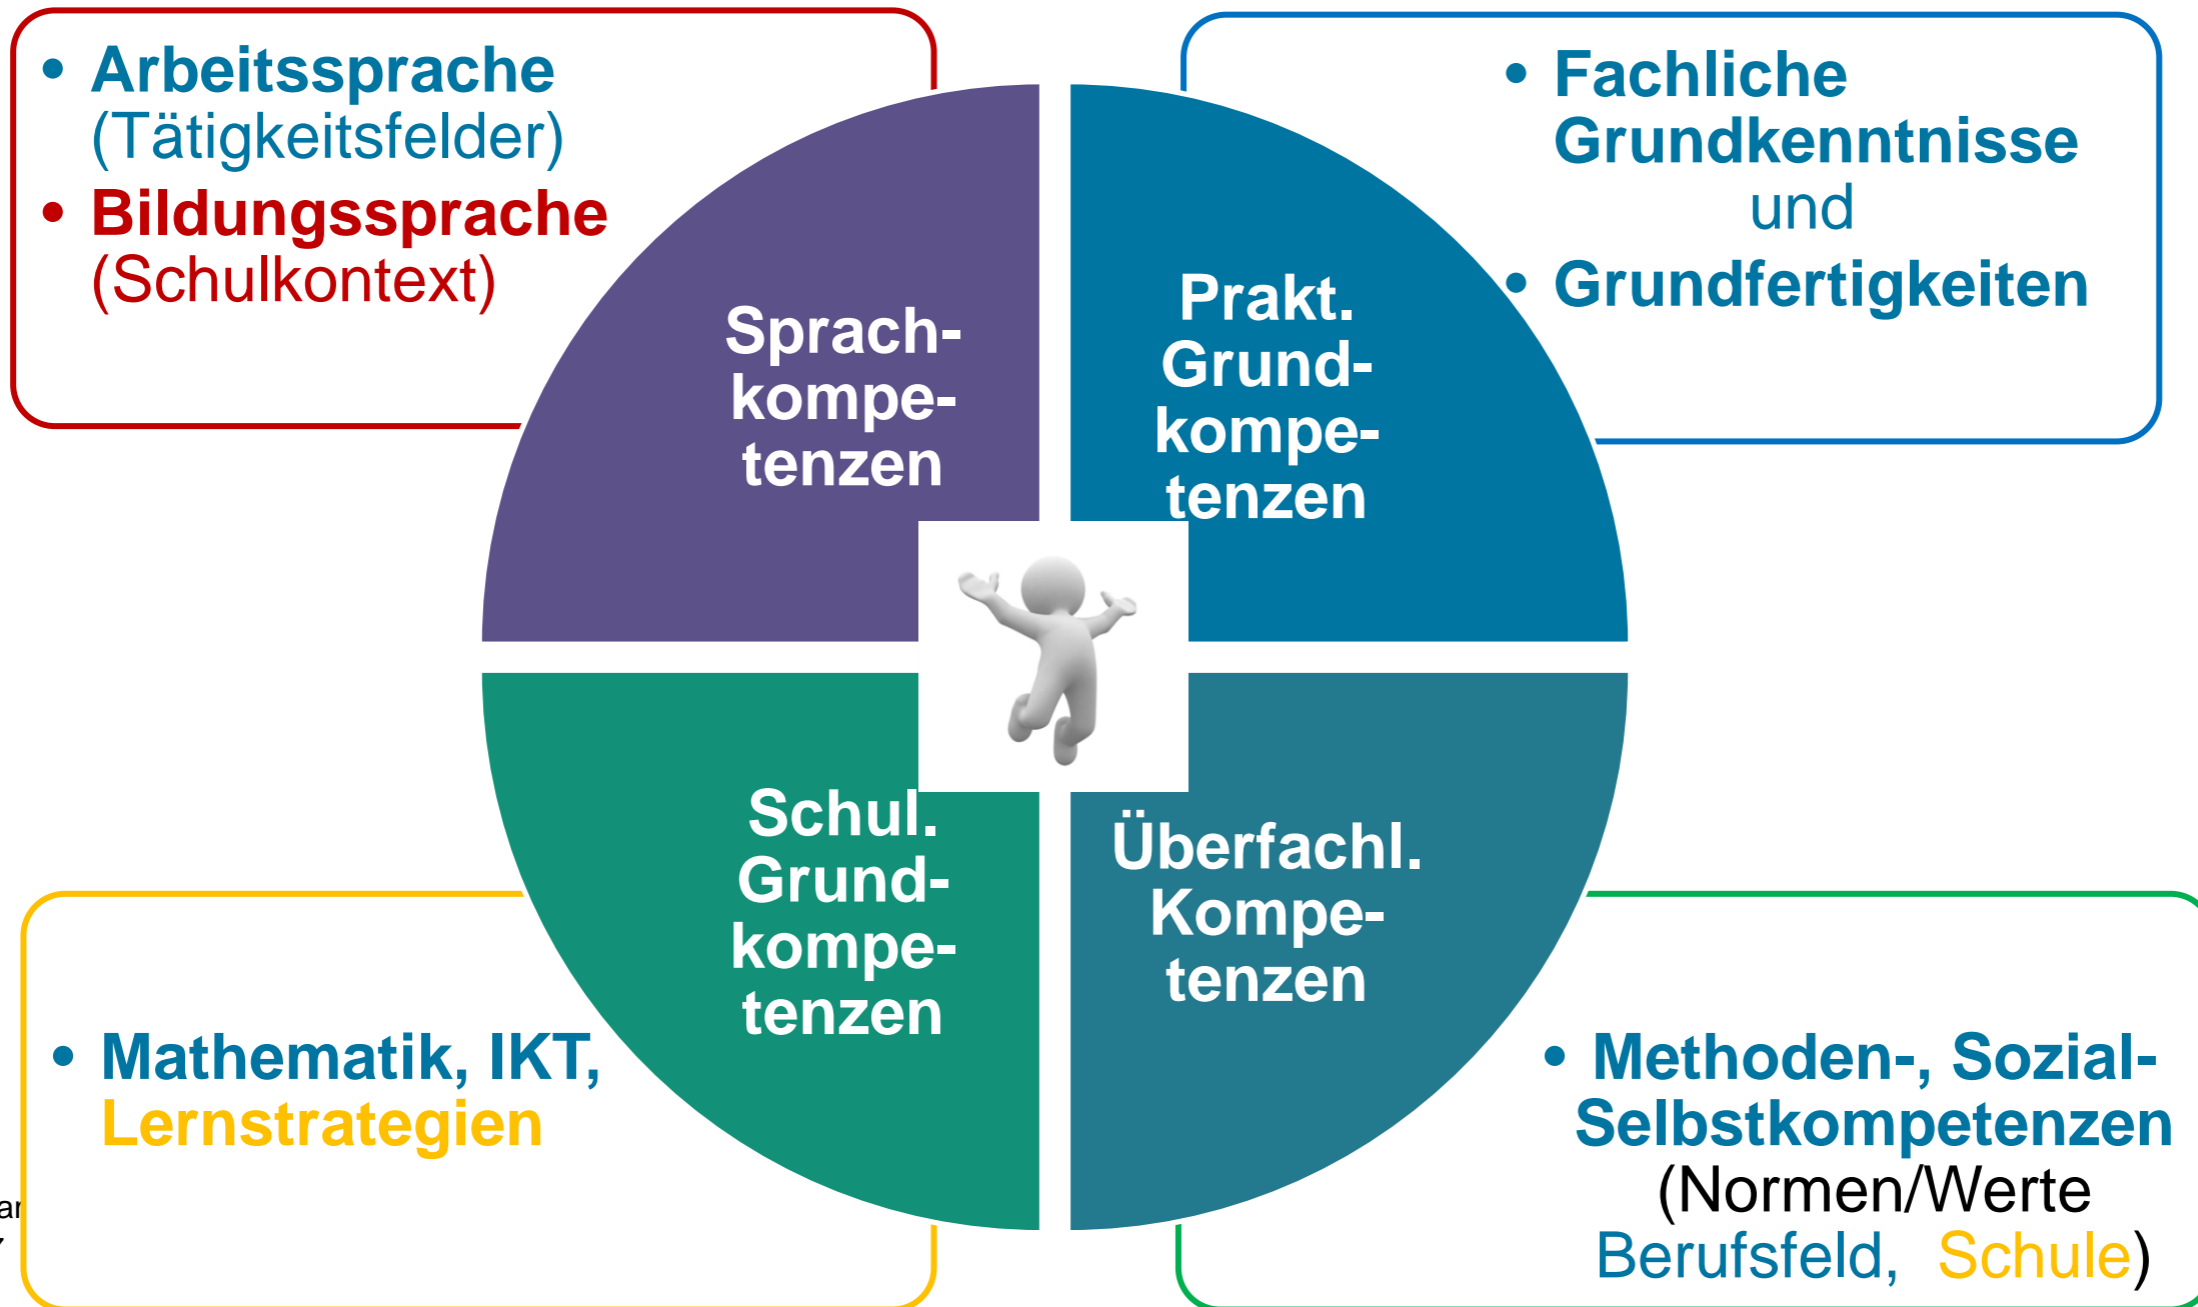 • Arbeitssprache
(Tätigkeitsfelder)
• Bildungssprache
(Schulkontext)
• Fachliche
Grundkenntnisse
und
• Grundfertigkeiten
Sprach-
kompe-
tenzen
Prakt.
Grund-
kompe-
tenzen
Schul.
Grund-
kompe-
tenzen
Überfachl.
Kompe-
tenzen
• Mathematik, IKT,
Lernstrategien
• Methoden-, Sozial-
Selbstkompetenzen
(Normen/Werte
Berufsfeld, Schule)